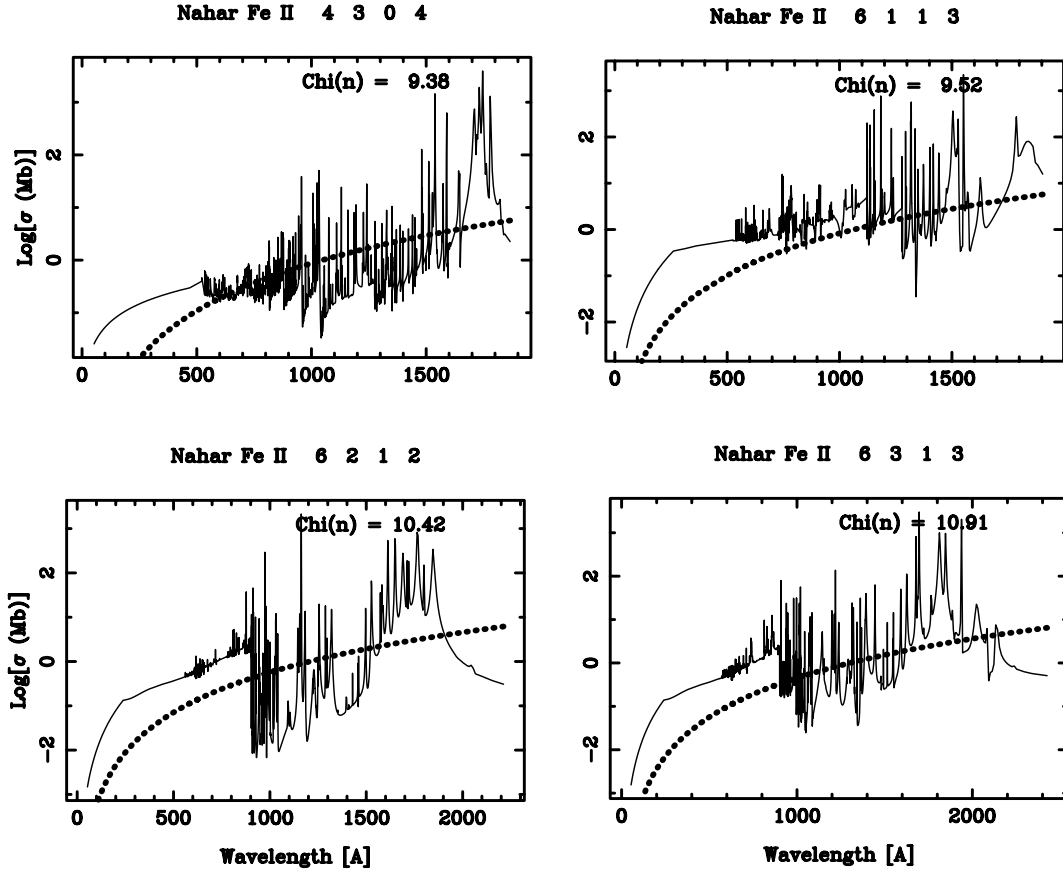 Nahar Fe II 4 3 0 4
Chi(n) = 9.38
Log[σ (Mb)]
2
0
0 500 1000 1500
Nahar Fe II 6 1 1 3
Chi(n) = 9.52
2
0
−2
0 500 1000 1500
Nahar Fe II 6 2 1 2
Chi(n) = 10.42
Log[σ (Mb)]
2
0
−2
0 500 1000 1500 2000
Wavelength [A]
Nahar Fe II 6 3 1 3
Chi(n) = 10.91
2
0
−2
0 1000 2000
Wavelength [A]